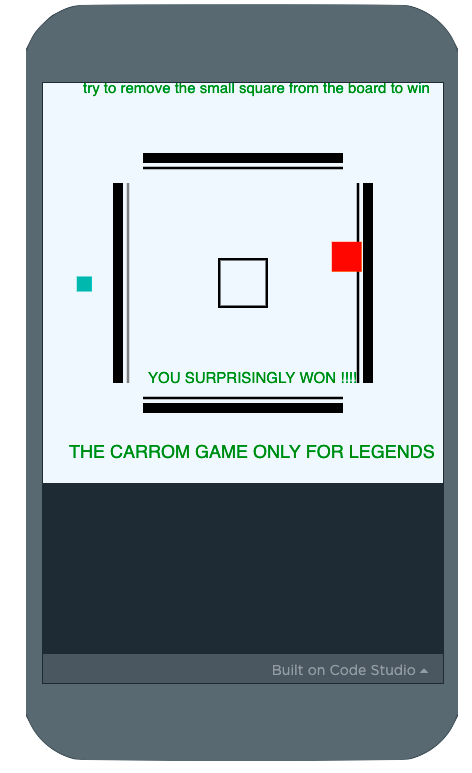 try to remove the small square from the board to win
YOU SURPRISINGLY WON !!!!
THE CARROM GAME ONLY FOR LEGENDS
Built on Code Studio